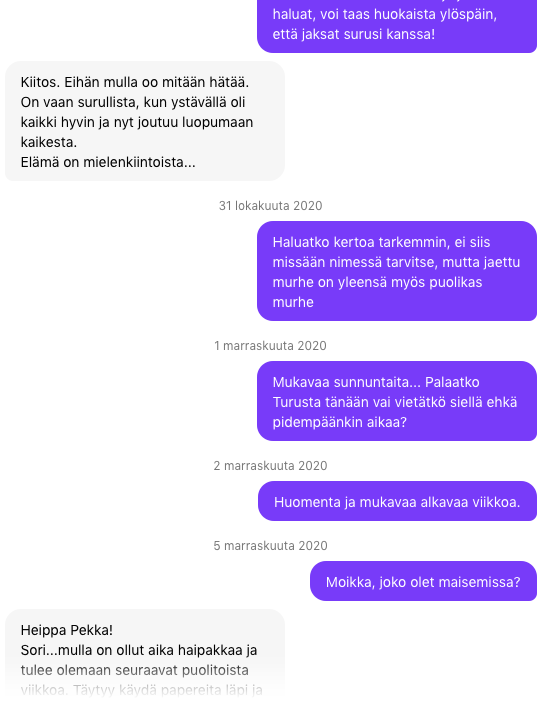 haluat, voi taas huokaista ylöspäin,
että jaksat surusi kanssa!
Kiitos. Eihän mulla oo mitään hätää.
On vaan surullista, kun ystävällä oli
kaikki hyvin ja nyt joutuu luopumaan
kaikesta.
Elämä on mielenkiintoista...
31 lokakuuta 2020
Haluatko kertoa tarkemmin, ei siis
missään nimessä tarvitse, mutta jaettu
murhe on yleensä myös puolikas
murhe
1 marraskuuta 2020
Mukavaa sunnuntaita... Palaatko
Turusta tänään vai vietätkö siellä ehkä
pidempäänkin aikaa?
2 marraskuuta 2020
Huomenta ja mukavaa alkavaa viikkoa.
5 marraskuuta 2020
Moikka, joko olet maisemissa?
Heippa Pekka!
Sori...mulla on ollut aika haipakkaa ja
tulee olemaan seuraavat puolitoista
viikkoa. Täytyy käydä papereita läpi ja